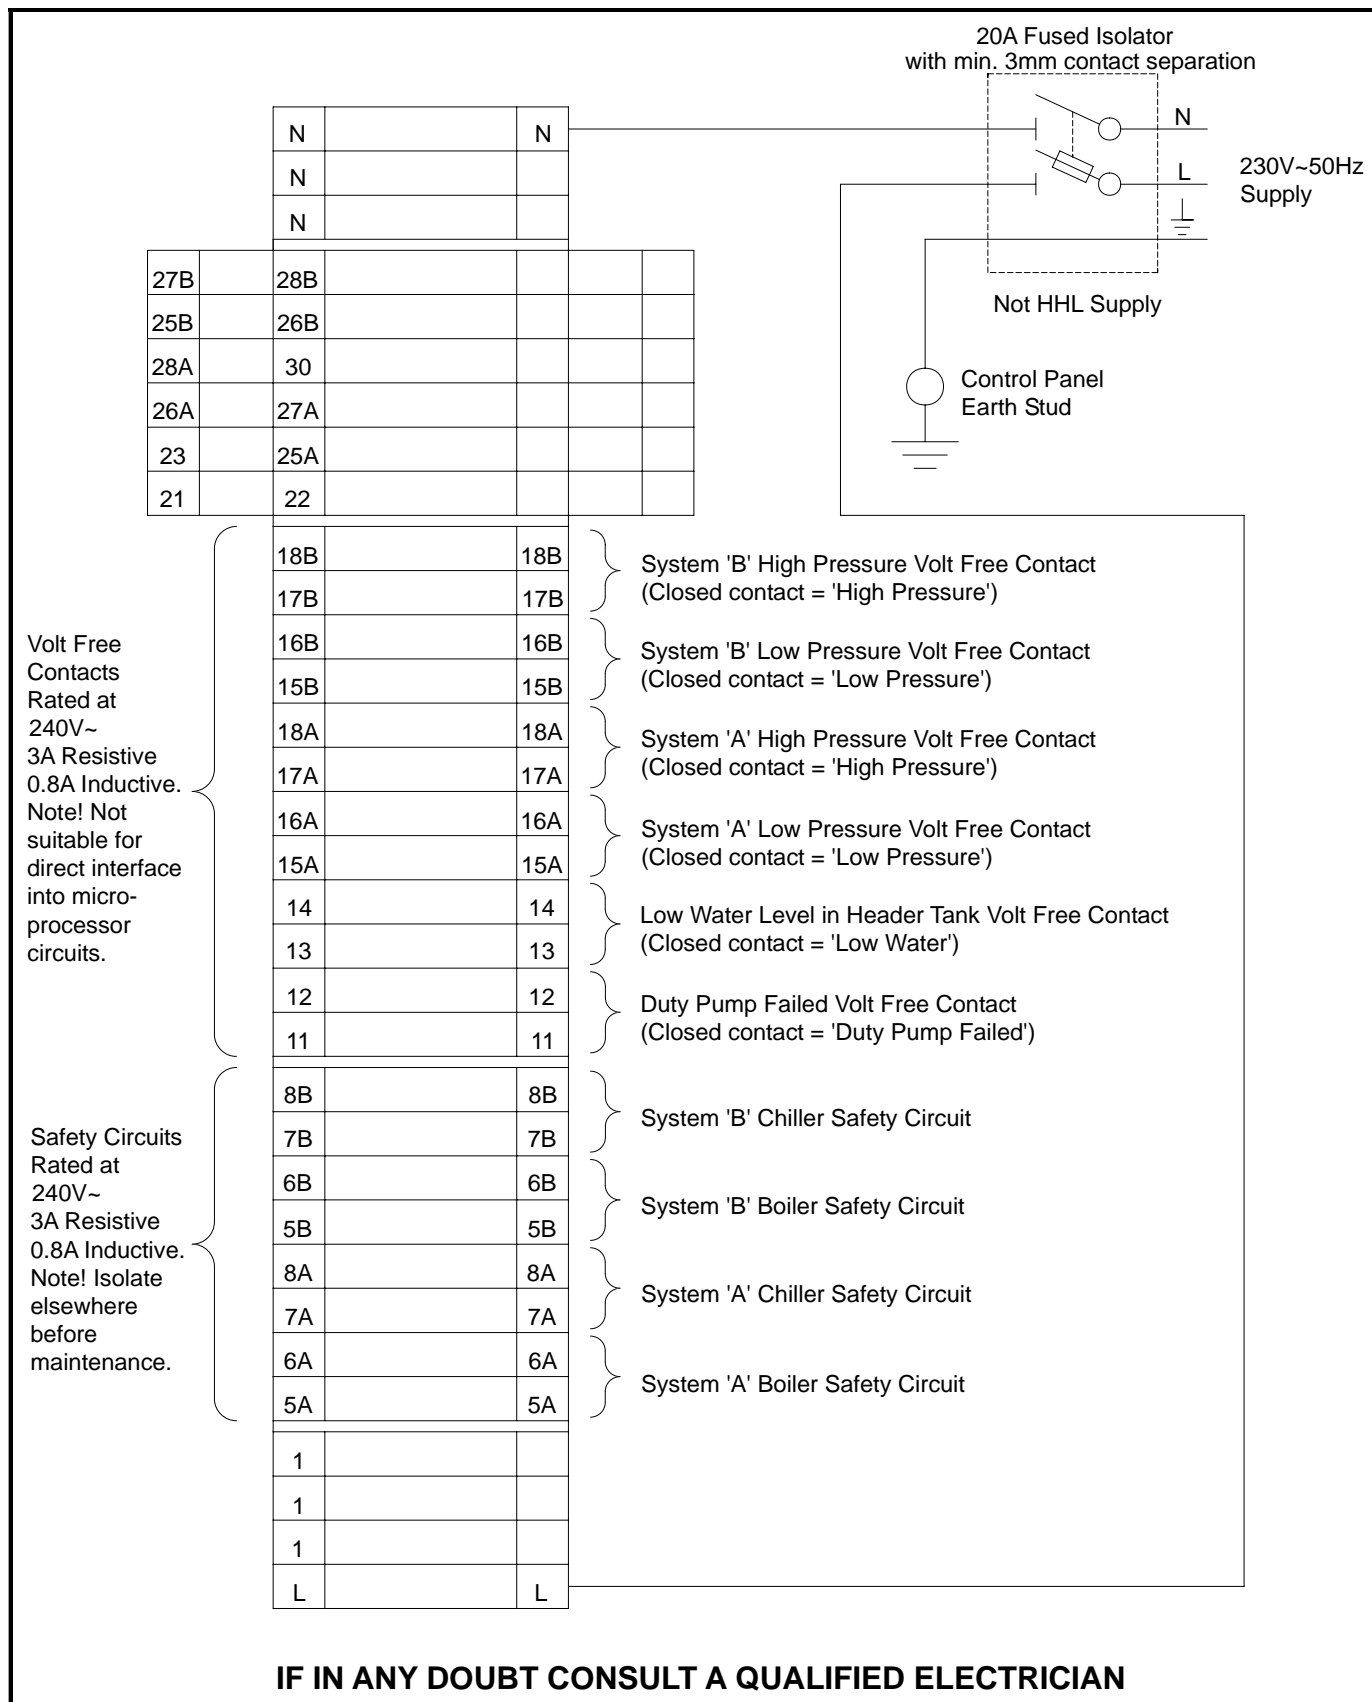 20A Fused Isolator
with min. 3mm contact separation
N N N
N
L
230V~50Hz
Supply
N
N
Not HHL Supply
27B 28B
25B 26B
28A 30
26A 27A
23 25A
21 22
Control Panel
Earth Stud
Volt Free
Contacts
Rated at
240V~
3A Resistive
0.8A Inductive.
Note! Not
suitable for
direct interface
into micro-
processor
circuits.
18B 18B
17B 17B
System 'B' High Pressure Volt Free Contact
(Closed contact = 'High Pressure')
16B 16B
15B 15B
System 'B' Low Pressure Volt Free Contact
(Closed contact = 'Low Pressure')
18A 18A
17A 17A
System 'A' High Pressure Volt Free Contact
(Closed contact = 'High Pressure')
16A 16A
15A 15A
System 'A' Low Pressure Volt Free Contact
(Closed contact = 'Low Pressure')
14 14
13 13
Low Water Level in Header Tank Volt Free Contact
(Closed contact = 'Low Water')
12 12
11 11
Duty Pump Failed Volt Free Contact
(Closed contact = 'Duty Pump Failed')
Safety Circuits
Rated at
240V~
3A Resistive
0.8A Inductive.
Note! Isolate
elsewhere
before
maintenance.
8B 8B
7B 7B
System 'B' Chiller Safety Circuit
6B 6B
5B 5B
System 'B' Boiler Safety Circuit
8A 8A
7A 7A
System 'A' Chiller Safety Circuit
6A 6A
5A 5A
System 'A' Boiler Safety Circuit
1
1
1
L L
IF IN ANY DOUBT CONSULT A QUALIFIED ELECTRICIAN